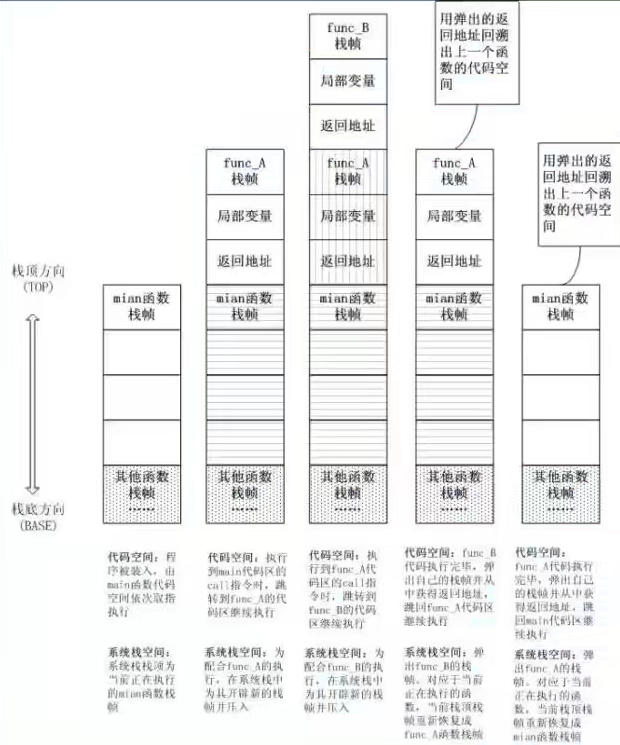 func_B
栈帧
局部变量
返回地址
func_A
栈帧
局部变量
返回地址
func_A
栈帧
局部变量
返回地址
func_A
栈帧
局部变量
返回地址
用弹出的返
回地址回溯
出上一个函
数的代码空
间
用弹出的返
回地址回溯
出上一个函
数的代码空
间
栈顶方向
(TOP)
栈底方向
(BASE)
mian函数
栈帧
mian函数
栈帧
mian函数
栈帧
mian函数
栈帧
mian函数
栈帧
其他函数
栈帧
……
其他函数
栈帧
……
其他函数
栈帧
……
其他函数
栈帧
……
其他函数
栈帧
……
代码空间：程
序被装入，由
main函数代码
空间依次取指
执行
系统栈空间：
系统栈栈顶为
当前正在执行
的mian函数栈
帧
代码空间：执行
到main代码区的
call指令时，跳
转到func_A的代
码区继续执行
系统栈空间：为
配合func_A的执
行，在系统栈中
为其开辟新的栈
帧并压入
代码空间：执
行到func_A代
码区的call指
令时，跳转到
func_B的代码
区继续执行
系统栈空间：为
配合func_B的执
行，在系统栈中
为其开辟新的栈
帧并压入
代码空间：func_B
代码执行完毕，弹
出自己的栈帧并从
中获得返回地址，
跳回func_A代码区
继续执行
系统栈空间：弹
出func_B的栈
帧。对应于当前
正在执行的函
数，当前栈顶栈
帧重新恢复成
func_A函数栈帧
代码空间：
func_A代码执行
完毕，弹出自己
的栈帧并从中获
得返回地址，跳
回main代码区继
续执行
系统栈空间：弹
出func_A的栈
帧。对应于当前
正在执行的函
数，当前栈顶栈
帧重新恢复成
mian函数栈帧